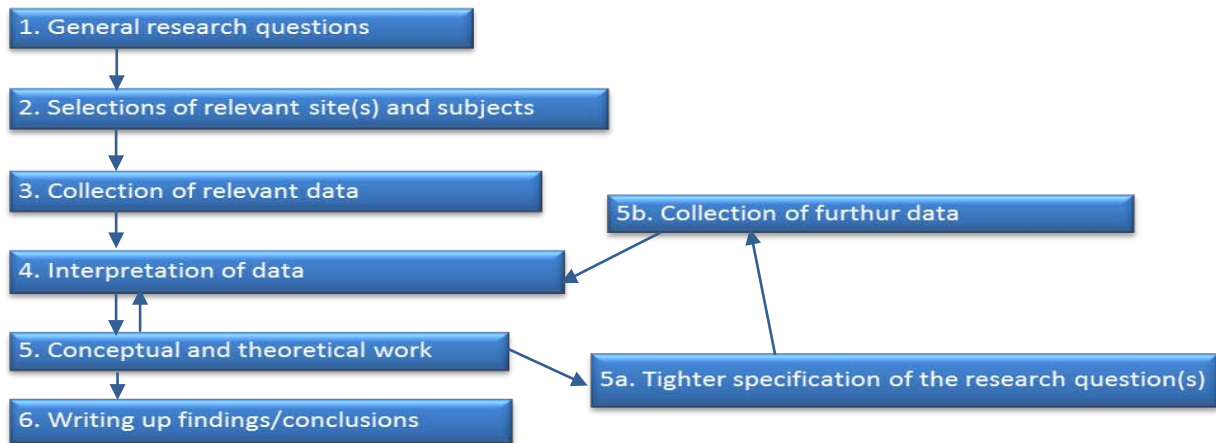 1. General research questions
2. Selections of relevant site(s) and subjects
3. Collection of relevant data
5b. Collection of furthur data
4. Interpretation of data
5. Conceptual and theoretical work
5a. Tighter specification of the research question(s)
6. Writing up findings/conclusions